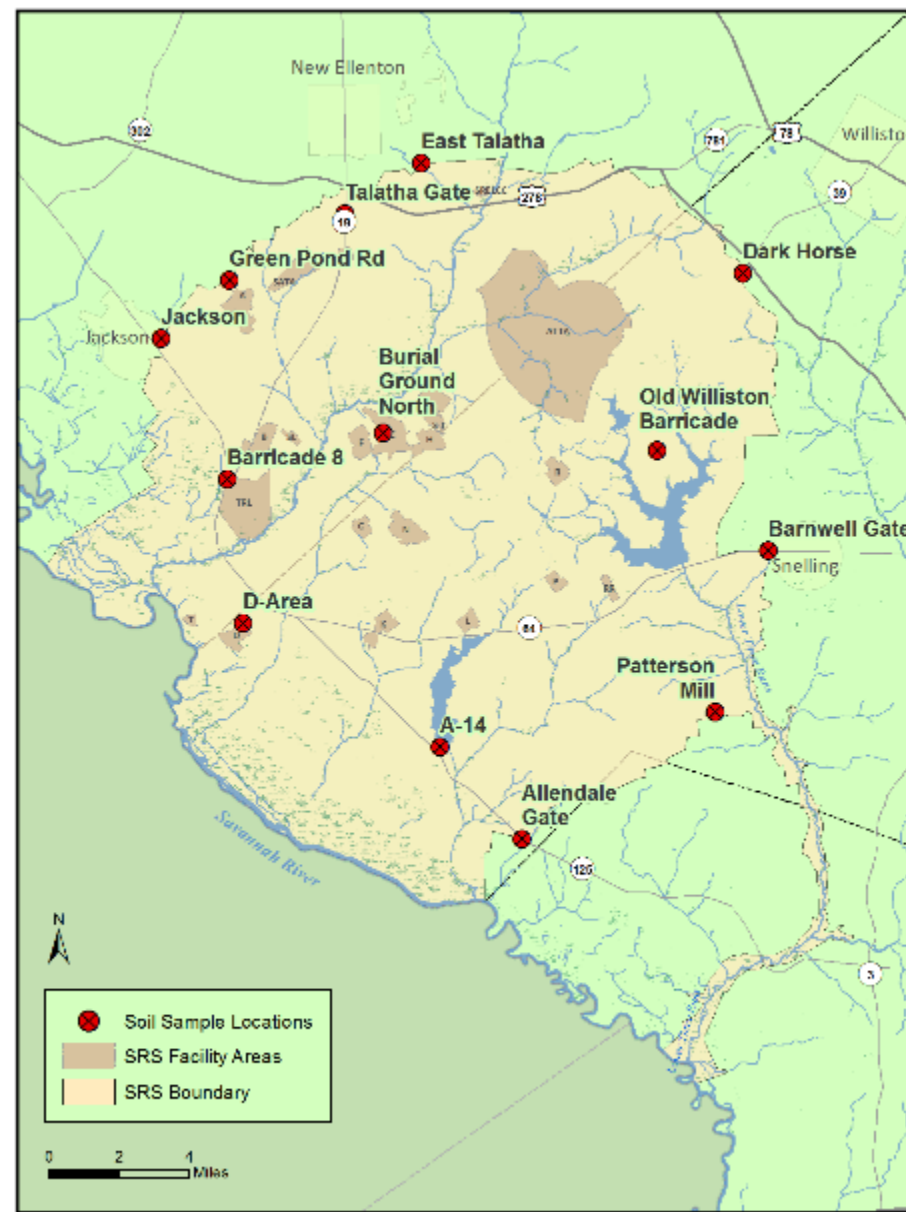 New Ellenton
302
East Talatha
781
78
Williston
Talatha Gate
19
278
39
Green Pond Rd
Dark Horse
Jackson
Jackson
Burial
Ground
North
Old Williston
Barricade
Barricade 8
TRL
Barnwell Gate
Snelling
D-Area
64
Patterson
Mill
A-14
Allendale
Gate
Savannah River
125
3
N
Soil Sample Locations
SRS Facility Areas
SRS Boundary
0 2 4
Miles